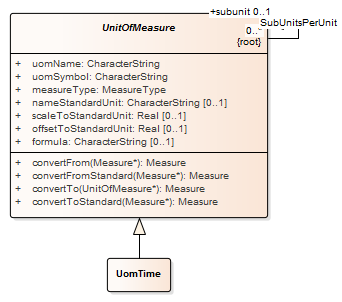 +subunit 0..1
SubUnitsPerUnit
UnitOfMeasure
0..*
{root}
+ uomName: CharacterString
+ uomSymbol: CharacterString
+ measureType: MeasureType
+ nameStandardUnit: CharacterString [0..1]
+ scaleToStandardUnit: Real [0..1]
+ offsetToStandardUnit: Real [0..1]
+ formula: CharacterString [0..1]
+ convertFrom(Measure*): Measure
+ convertFromStandard(Measure*): Measure
+ convertTo(UnitOfMeasure*): Measure
+ convertToStandard(Measure*): Measure
UomTime